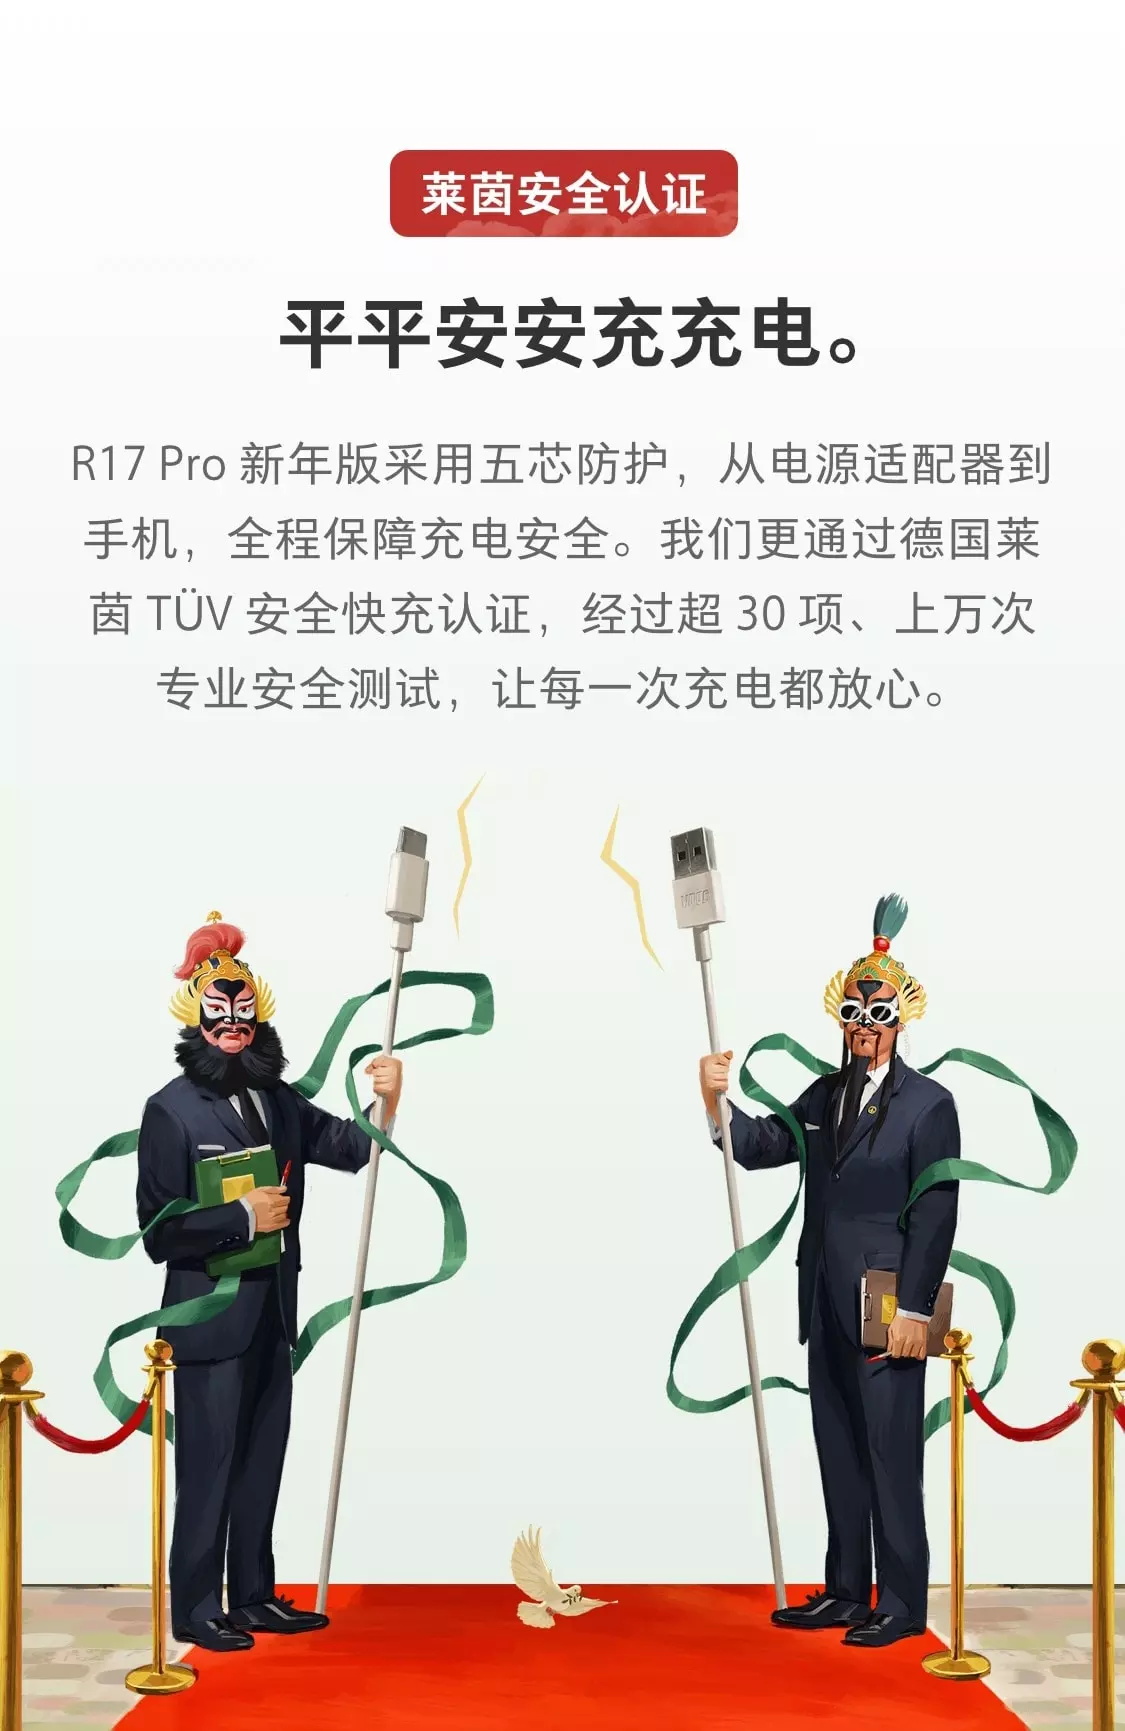 莱茵安全认证
平平安安充充电。
R17 Pro 新年版采用五芯防护，从电源适配器到
手机，全程保障充电安全。我们更通过德国莱
茵 TÜV 安全快充认证，经过超 30 项、上万次
专业安全测试，让每一次充电都放心。